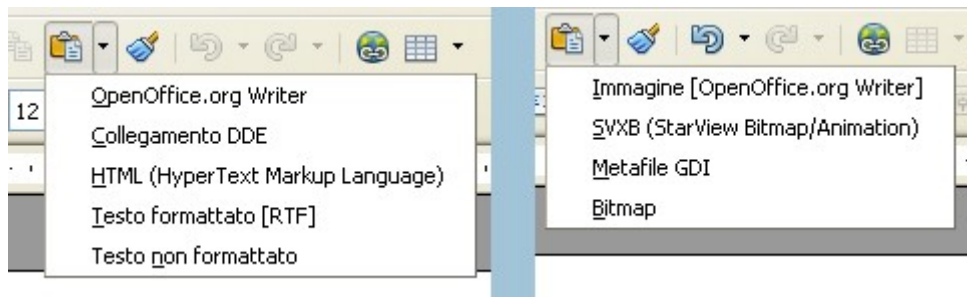 12
OpenOffice.org Writer
Collegamento DDE
HTML (HyperText Markup Language)
Testo formattato [RTF]
Testo non formattato
Immagine [OpenOffice.org Writer]
SVXB (StarView Bitmap/Animation)
Metafile GDI
Bitmap